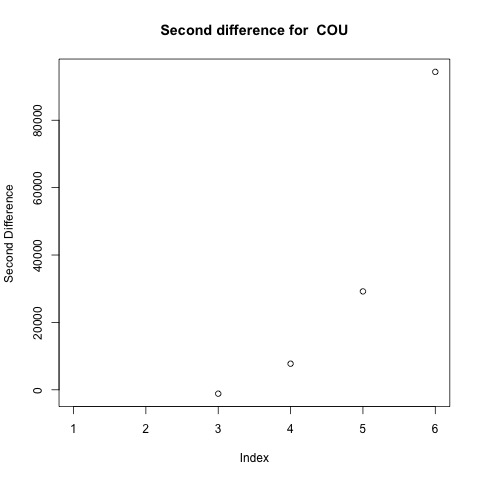 Second difference for  COU
80000
60000
40000
20000
0
Second Difference
1 2 3 4 5 6
Index